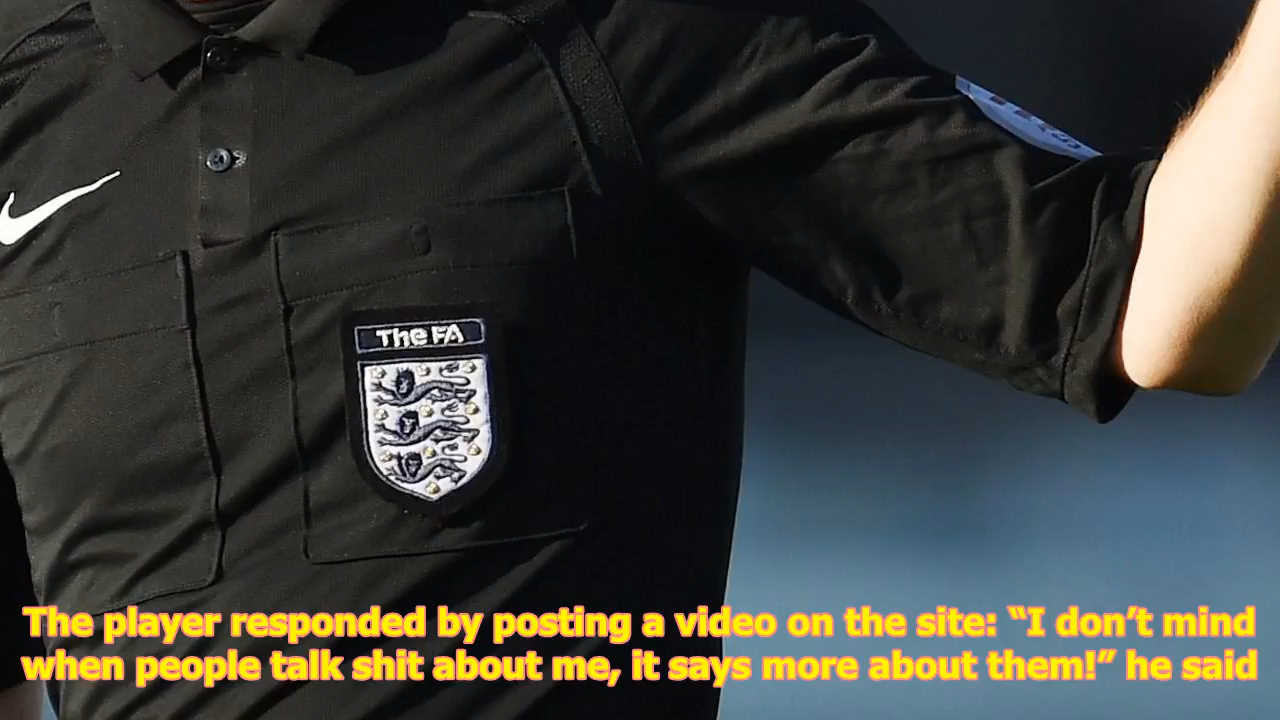 The FA
The player responded by posting a video on the site: “I don’t mind
when people talk shit about me, it says more about them!” he said